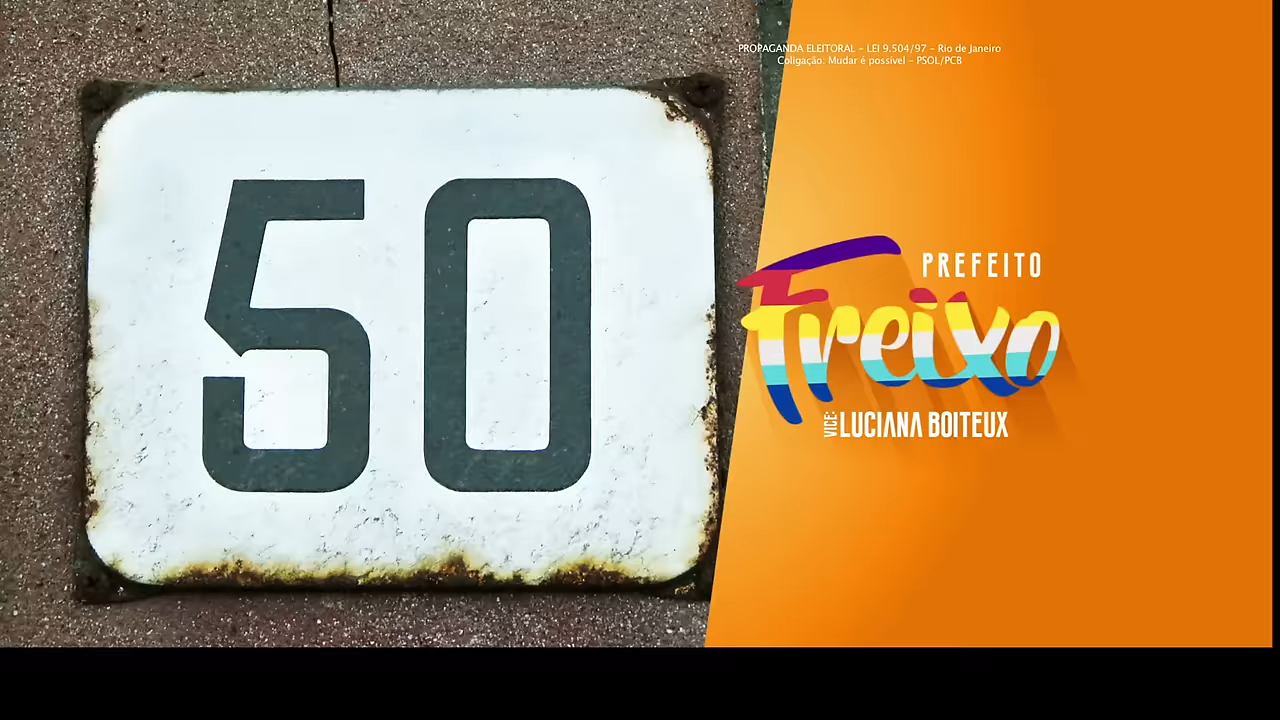 50
PROPAGANDA ELEITORAL - LEI 9.504/97 - Rio de Janeiro
Coligação: Mudar é possível - PSOL/PCB
PREFEITO
Freixo
VICE: LUCIANA BOITEUX